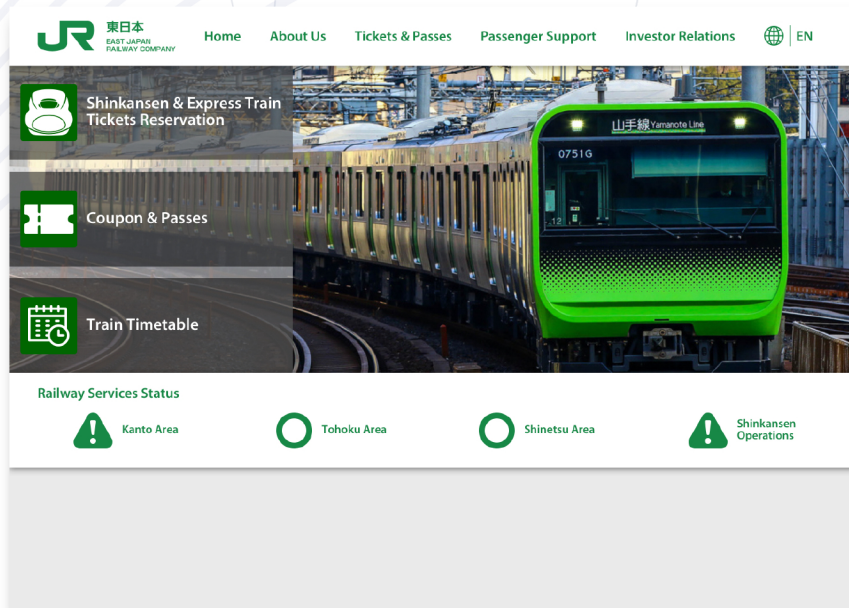 JR 東日本
EAST JAPAN
RAILWAY COMPANY
Home About Us Tickets & Passes Passenger Support Investor Relations EN
Shinkansen & Express Train
Tickets Reservation
山手線 Yamanote Line
0751G
12
Coupon & Passes
Train Timetable
Railway Services Status
Kanto Area
Tohoku Area
Shinetsu Area
Shinkansen
Operations